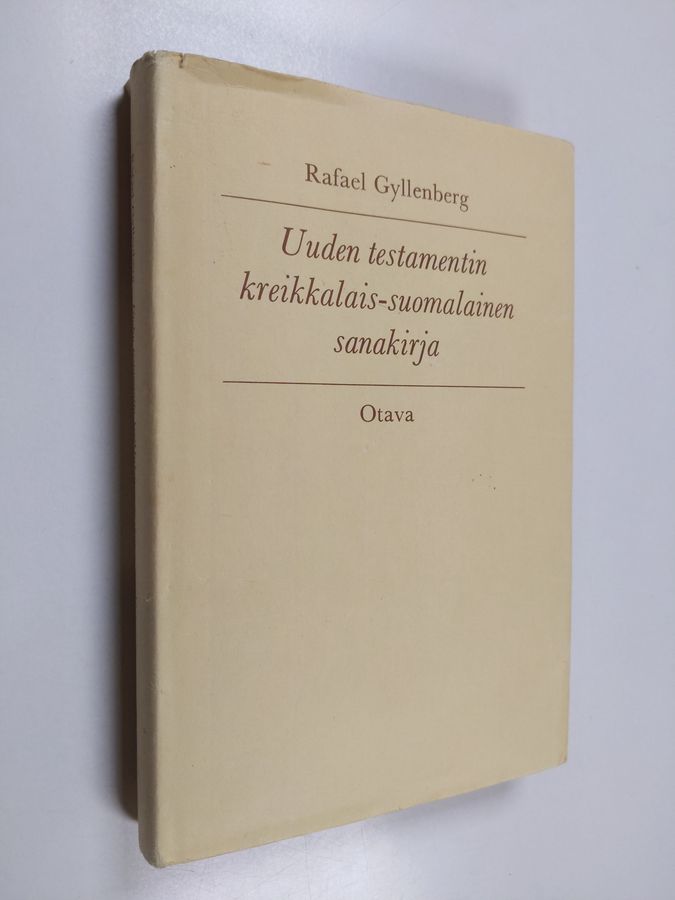 Rafael Gyllenberg
Uuden testamentin
kreikkalais-suomalainen
sanakirja
Otava